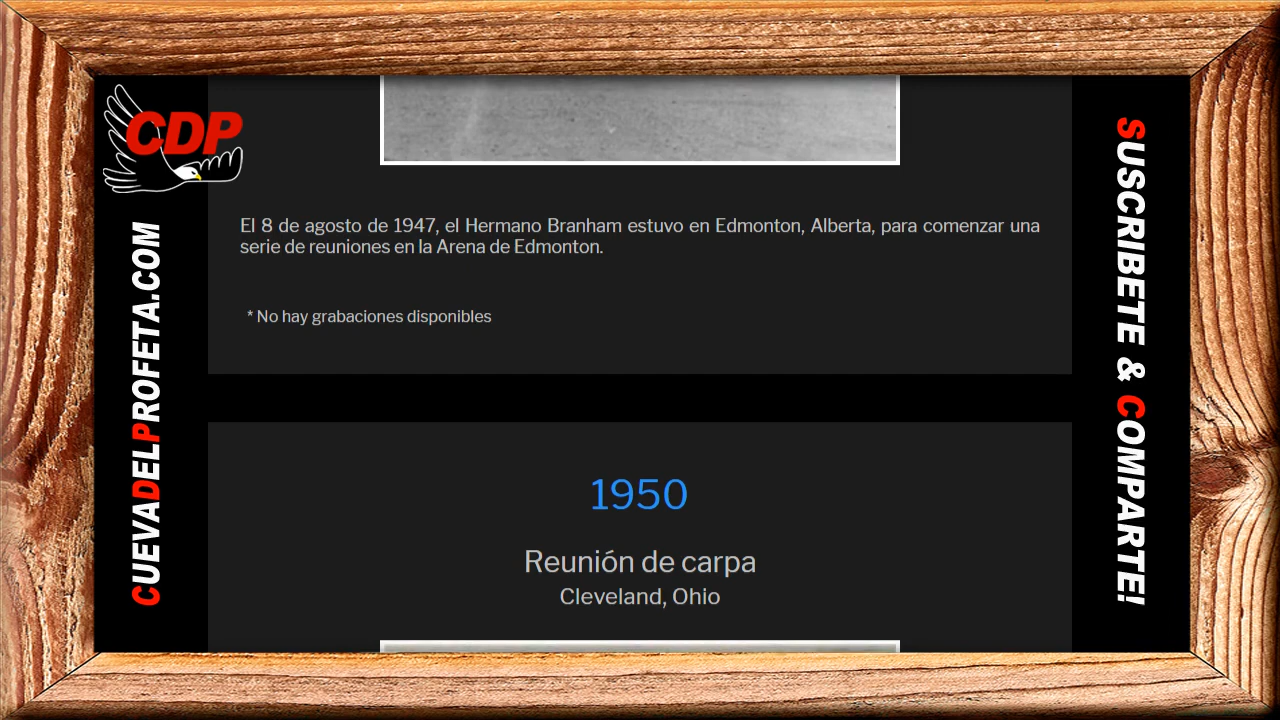 CDP
CUEVADELPROFETA.COM
El 8 de agosto de 1947, el Hermano Branham estuvo en Edmonton, Alberta, para comenzar una
serie de reuniones en la Arena de Edmonton.
* No hay grabaciones disponibles
1950
Reunión de carpa
Cleveland, Ohio
SUSCRIBETE & COMPARTE!